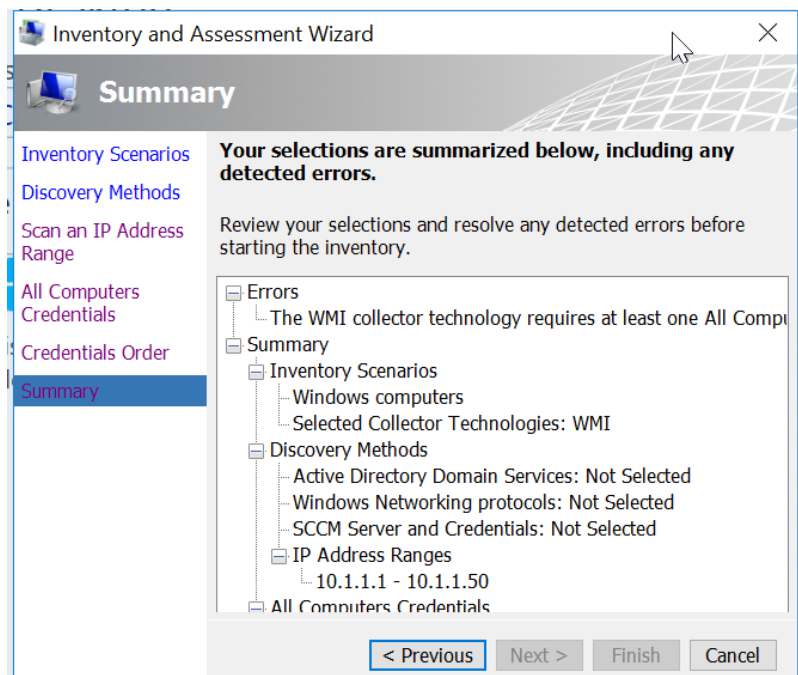 Inventory and Assessment Wizard
Summary
Inventory Scenarios
Discovery Methods
Scan an IP Address
Range
All Computers
Credentials
Credentials Order
Summary
Your selections are summarized below, including any
detected errors.
Review your selections and resolve any detected errors before
starting the inventory.
Errors
The WMI collector technology requires at least one All
Summary
Inventory Scenarios
Windows computers
Selected Collector Technologies: WMI
Discovery Methods
Active Directory Domain Services: Not Selected
Windows Networking protocols: Not Selected
SCCM Server and Credentials: Not Selected
IP Address Ranges
10.1.1.1 - 10.1.1.50
All Computers Credentials
< Previous
Next >
Finish
Cancel